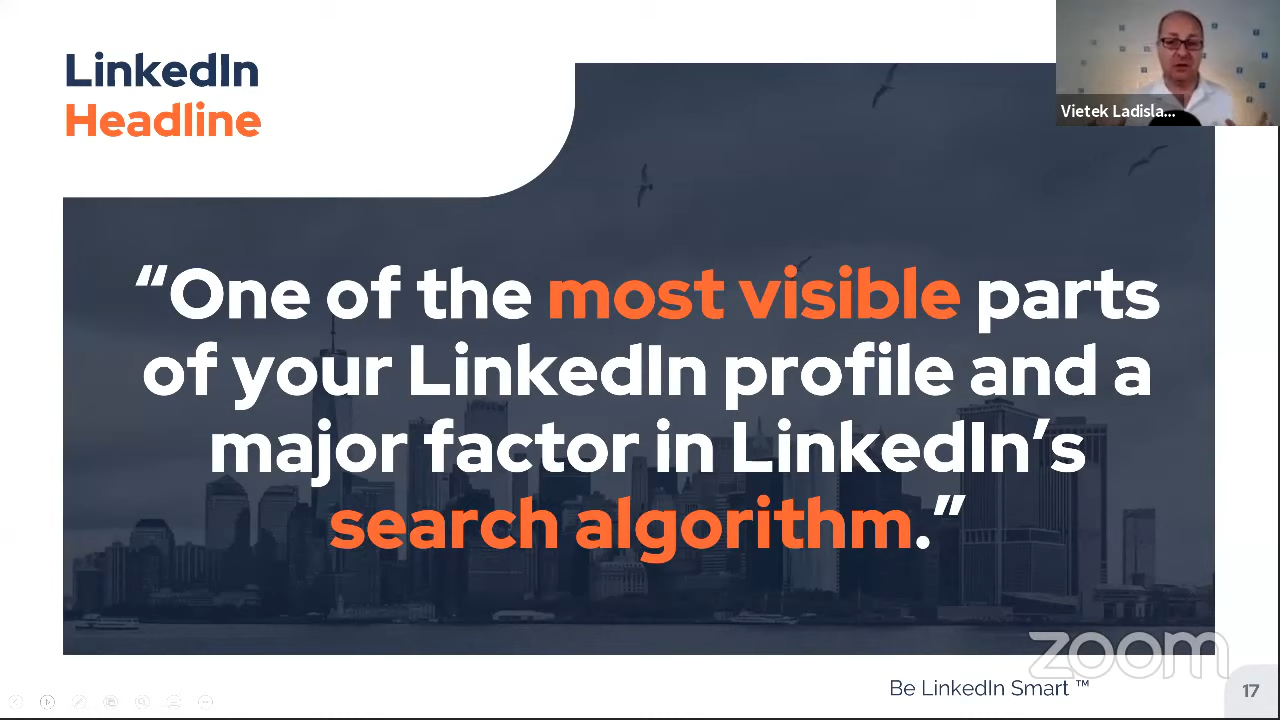 LinkedIn
Headline
Vietek Ladisla...
“One of the most visible parts
of your LinkedIn profile and a
major factor in LinkedIn’s
search algorithm.”
zoom
Be LinkedIn Smart ™
17